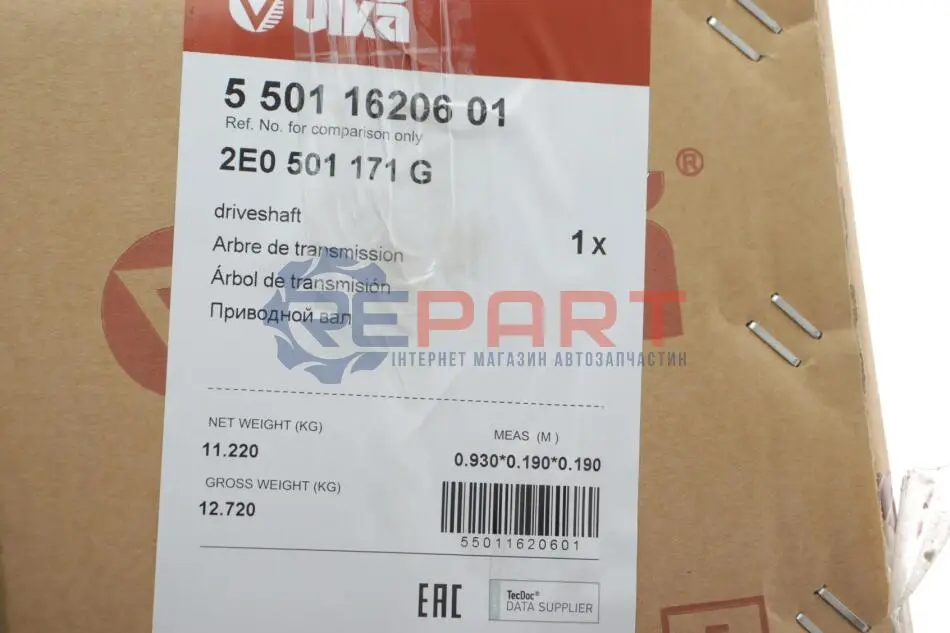 vika
5 501 16206 01
Ref. No. for comparison only
2E0 501 171 G
®
driveshaft
Arbre de transmission
1 x
Árbol de transmisión
Приводной вал
REPART
ІНТЕРНЕТ МАГАЗИН АВТОЗАПЧАСТИН
NET WEIGHT (KG)
11.220
MEAS (M)
0.930*0.190*0.190
GROSS WEIGHT (KG)
12.720
55011620601
EAC
TecDoc®
DATA SUPPLIER